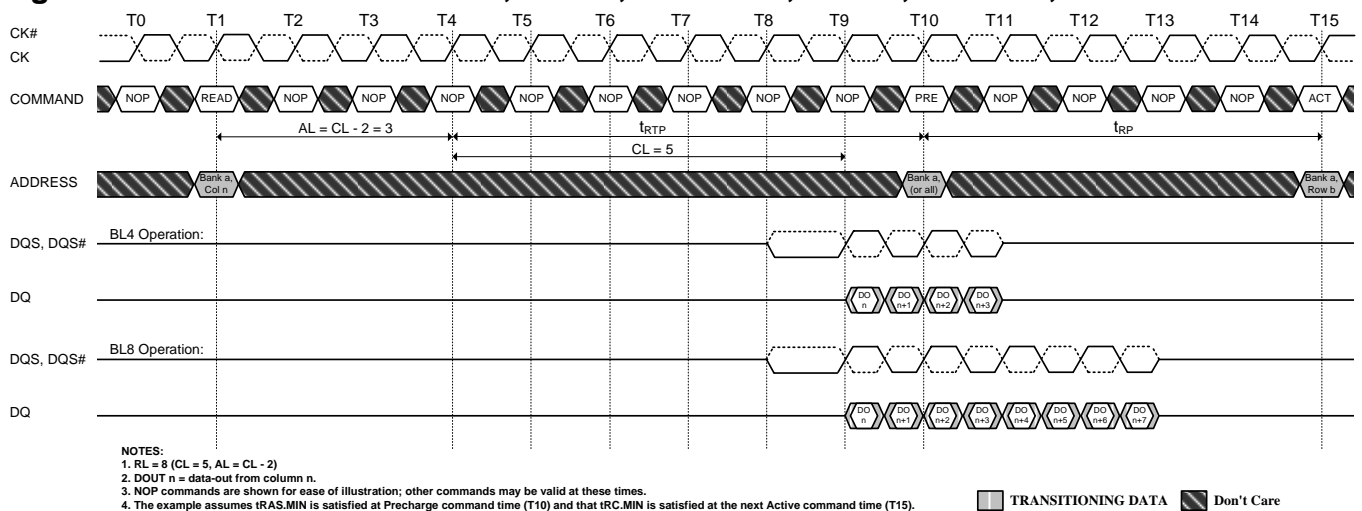 T0 T1 T2 T3 T4 T5 T6 T7 T8 T9 T10 T11 T12 T13 T14 T15
CK#
CK
COMMAND NOP READ NOP NOP NOP NOP NOP NOP NOP NOP PRE NOP NOP NOP NOP ACT
AL = CL - 2 = 3 tRTP tRP
CL = 5
ADDRESS Bank a, Col n Bank a, (or all) Bank a, Row b
BL4 Operation:
DQS, DQS#
DQ DO n DO n+1 DO n+2 DO n+3
BL8 Operation:
DQS, DQS#
DQ DO n DO n+1 DO n+2 DO n+3 DO n+4 DO n+5 DO n+6 DO n+7
NOTES:
1. RL = 8 (CL = 5, AL = CL - 2)
2. DOUT n = data-out from column n.
3. NOP commands are shown for ease of illustration; other commands may be valid at these times.
4. The example assumes tRAS.MIN is satisfied at Precharge command time (T10) and that tRC.MIN is satisfied at the next Active command time (T15).
TRANSITIONING DATA Don't Care